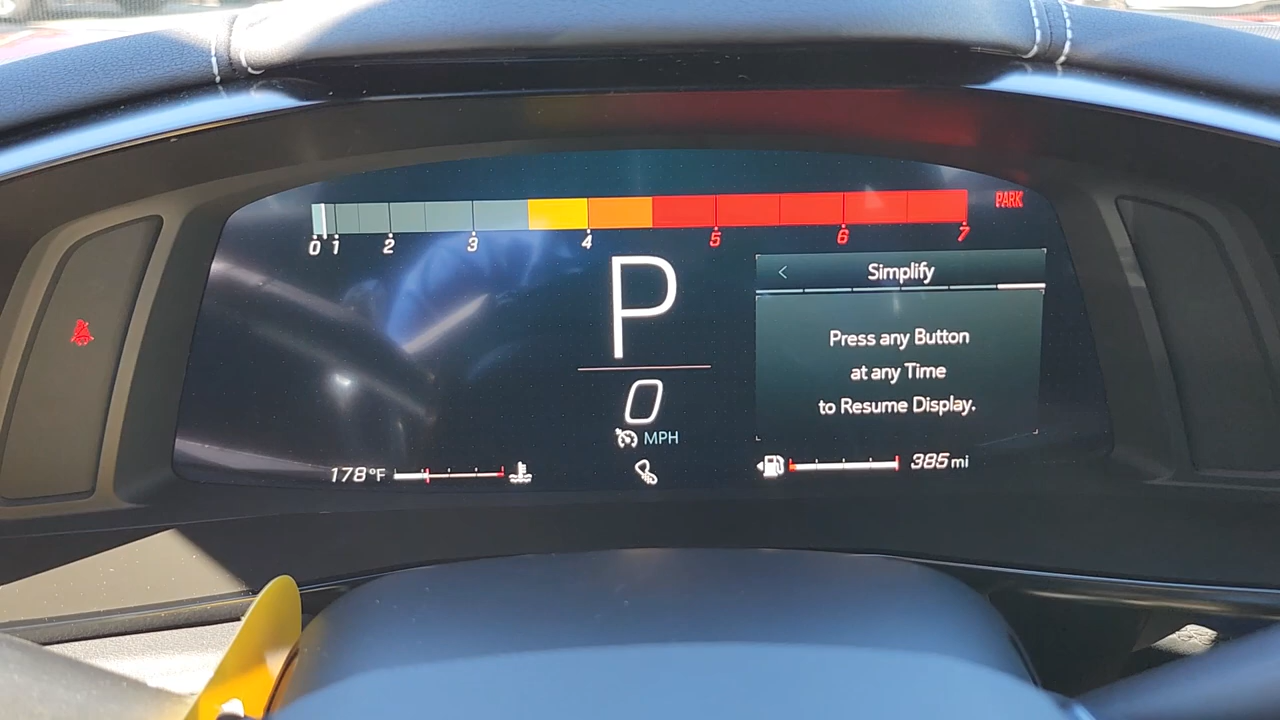 PARK
0 1 2 3 4 5 6 7
P
Simplify
Press any Button
at any Time
to Resume Display.
0
MPH
178°F
385 mi